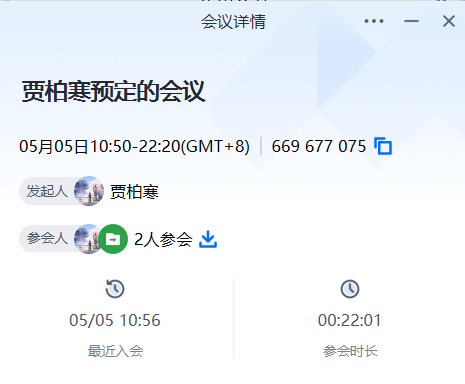 会议详情
贾柏寒预定的会议
05月05日10:50-22:20(GMT+8) 669 677 075
发起人 贾柏寒
参会人 2人参会
05/05 10:56 00:22:01
最近入会 参会时长